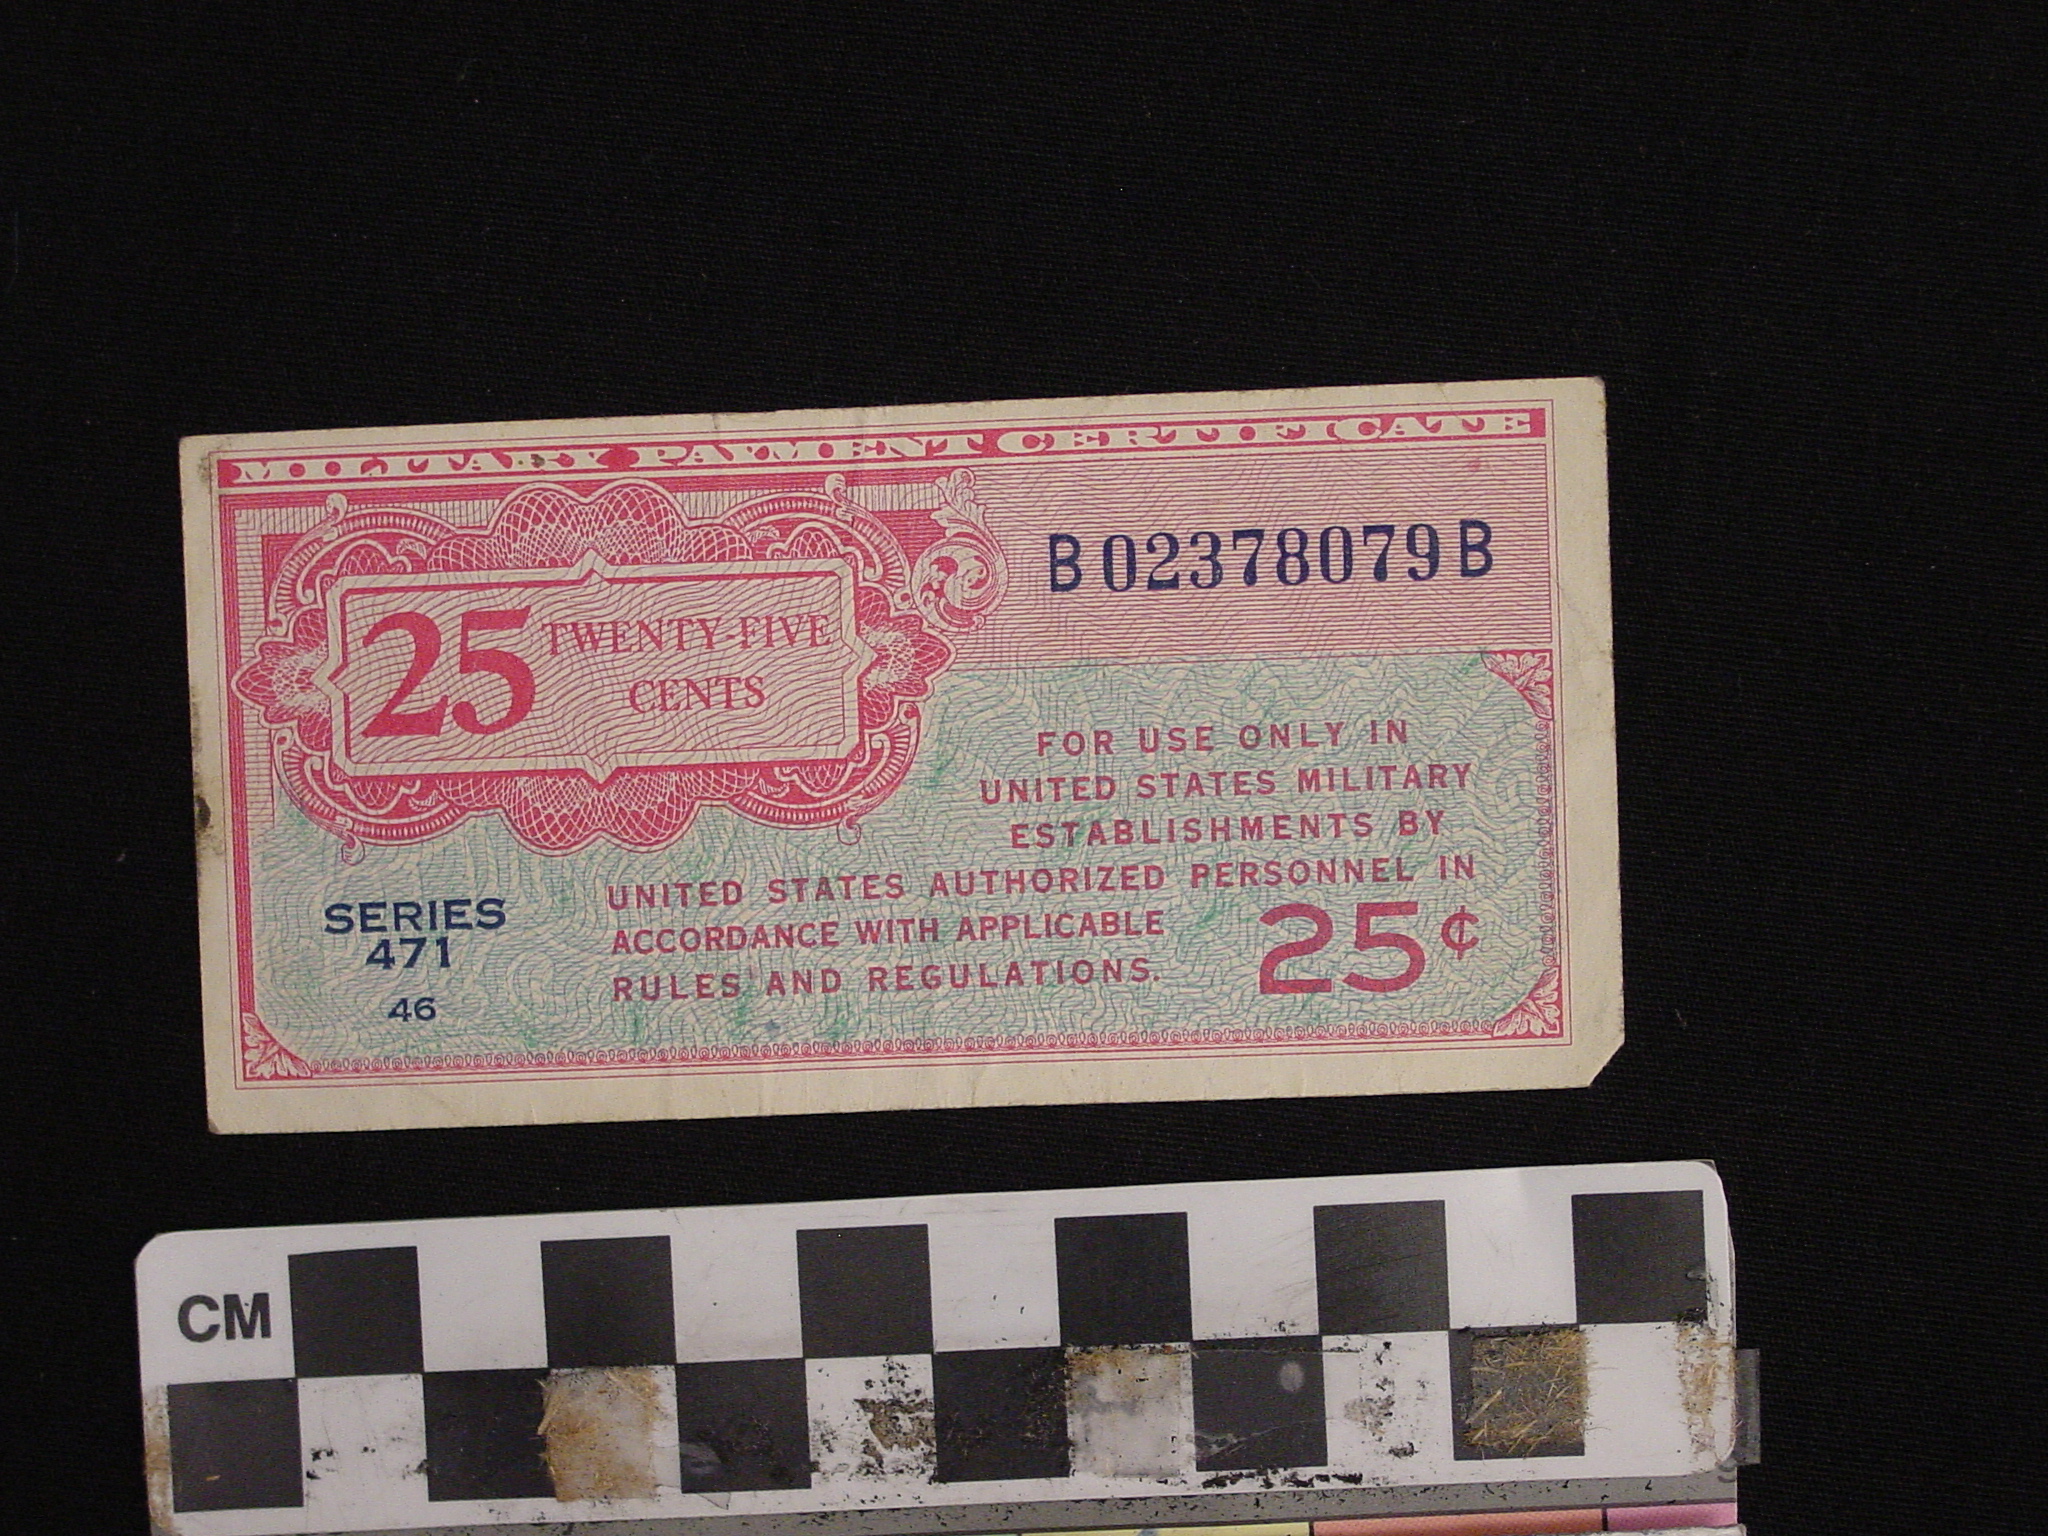 MILITARY PAYMENT CERTIFICATE
B02378079B
25 TWENTY-FIVE
CENTS
FOR USE ONLY IN
UNITED STATES MILITARY
ESTABLISHMENTS BY
UNITED STATES AUTHORIZED PERSONNEL IN
ACCORDANCE WITH APPLICABLE
RULES AND REGULATIONS.
25¢
SERIES
471
46
CM